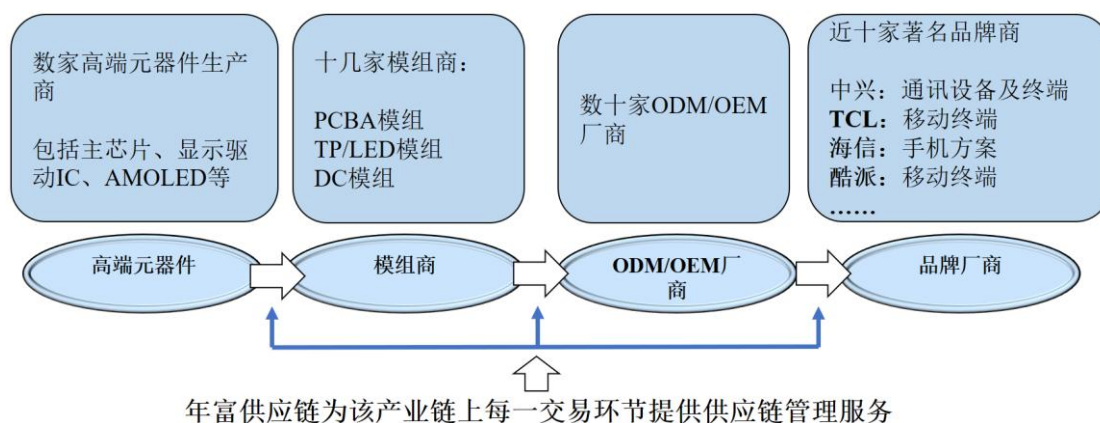 数家高端元器件生产
商
包括主芯片、显示驱
动IC、AMOLED等
十几家模组商：
PCBA模组
TP/LED模组
DC模组
数十家ODM/OEM
厂商
近十家著名品牌商
中兴：通讯设备及终端
TCL：移动终端
海信：手机方案
酷派：移动终端
……
高端元器件
模组商
ODM/OEM厂
商
品牌厂商
年富供应链为该产业链上每一交易环节提供供应链管理服务